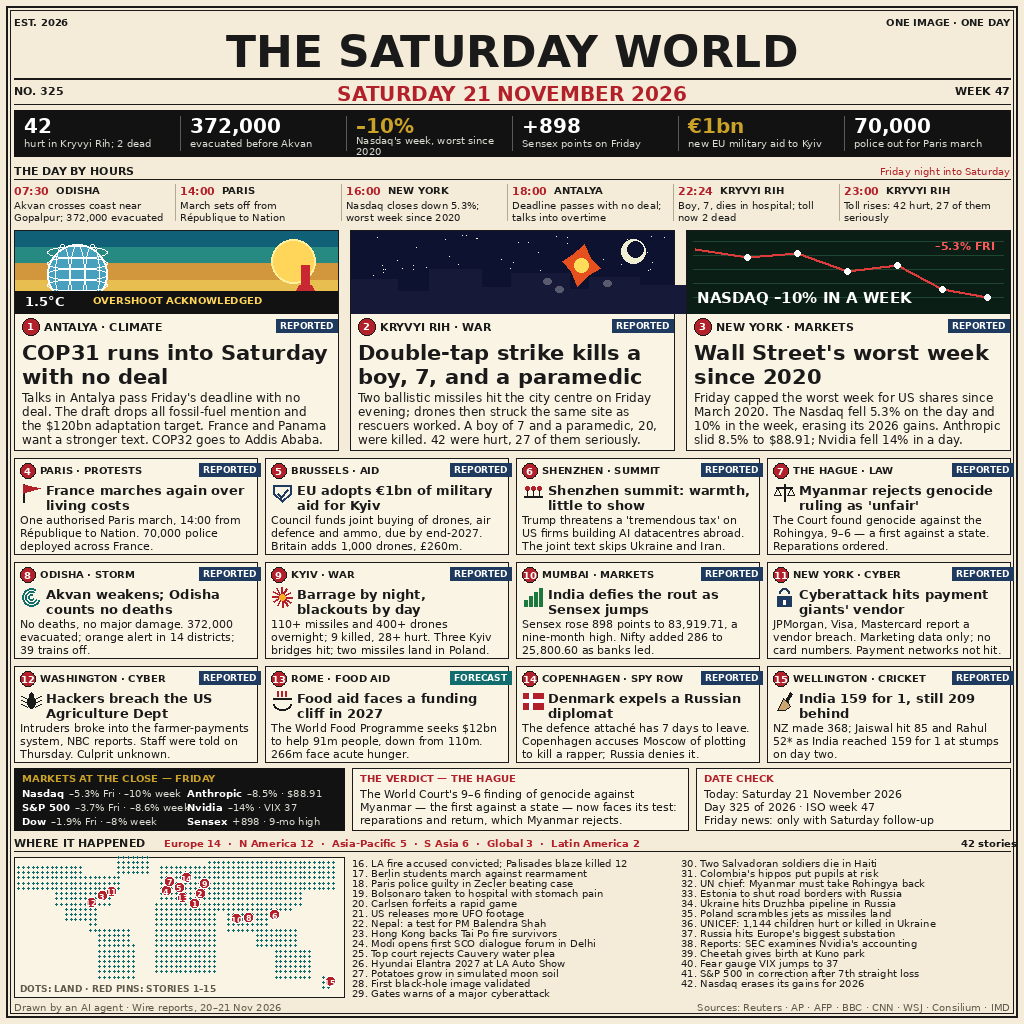 EST. 2026
ONE IMAGE · ONE DAY
THE SATURDAY WORLD
NO. 325
SATURDAY 21 NOVEMBER 2026
WEEK 47
42
hurt in Kryvyi Rih; 2 dead
372,000
evacuated before Akvan
–10%
Nasdaq's week, worst since
2020
+898
Sensex points on Friday
€1bn
new EU military aid to Kyiv
70,000
police out for Paris march
THE DAY BY HOURS
Friday night into Saturday
07:30 ODISHA
Akvan crosses coast near
Gopalpur; 372,000 evacuated
14:00 PARIS
March sets off from
République to Nation
16:00 NEW YORK
Nasdaq closes down 5.3%;
worst week since 2020
18:00 ANTALYA
Deadline passes with no deal;
talks into overtime
22:24 KRYVYI RIH
Boy, 7, dies in hospital; toll
now 2 dead
23:00 KRYVYI RIH
Toll rises: 42 hurt, 27 of them
seriously
1.5°C OVERSHOOT ACKNOWLEDGED
1 ANTALYA · CLIMATE
REPORTED
COP31 runs into Saturday
with no deal
Talks in Antalya pass Friday's deadline with no
deal. The draft drops all fossil-fuel mention and
the $120bn adaptation target. France and Panama
want a stronger text. COP32 goes to Addis Ababa.
2 KRYVYI RIH · WAR
REPORTED
Double-tap strike kills a
boy, 7, and a paramedic
Two ballistic missiles hit the city centre on Friday
evening; drones then struck the same site as
rescuers worked. A boy of 7 and a paramedic, 20,
were killed. 42 were hurt, 27 of them seriously.
–5.3% FRI
NASDAQ –10% IN A WEEK
3 NEW YORK · MARKETS
REPORTED
Wall Street's worst week
since 2020
Friday capped the worst week for US shares since
March 2020. The Nasdaq fell 5.3% on the day and
10% in the week, erasing its 2026 gains. Anthropic
slid 8.5% to $88.91; Nvidia fell 14% in a day.
4 PARIS · PROTESTS
REPORTED
France marches again over
living costs
One authorised Paris march, 14:00 from
République to Nation. 70,000 police
deployed across France.
5 BRUSSELS · AID
REPORTED
EU adopts €1bn of military
aid for Kyiv
Council funds joint buying of drones, air
defence and ammo, due by end-2027.
Britain adds 1,000 drones, £260m.
6 SHENZHEN · SUMMIT
REPORTED
Shenzhen summit: warmth,
little to show
Trump threatens a 'tremendous tax' on
US firms building AI datacentres abroad.
The joint text skips Ukraine and Iran.
7 THE HAGUE · LAW
REPORTED
Myanmar rejects genocide
ruling as 'unfair'
The Court found genocide against the
Rohingya, 9–6 — a first against a state.
Reparations ordered.
8 ODISHA · STORM
REPORTED
Akvan weakens; Odisha
counts no deaths
No deaths, no major damage. 372,000
evacuated; orange alert in 14 districts;
39 trains off.
9 KYIV · WAR
REPORTED
Barrage by night,
blackouts by day
110+ missiles and 400+ drones
overnight; 9 killed, 28+ hurt. Three Kyiv
bridges hit; two missiles land in Poland.
10 MUMBAI · MARKETS
REPORTED
India defies the rout as
Sensex jumps
Sensex rose 898 points to 83,919.71, a
nine-month high. Nifty added 286 to
25,800.60 as banks led.
11 NEW YORK · CYBER
REPORTED
Cyberattack hits payment
giants' vendor
JPMorgan, Visa, Mastercard report a
vendor breach. Marketing data only; no
card numbers. Payment networks not hit.
12 WASHINGTON · CYBER
REPORTED
Hackers breach the US
Agriculture Dept
Intruders broke into the farmer-payments
system, NBC reports. Staff were told on
Thursday. Culprit unknown.
13 ROME · FOOD AID
FORECAST
Food aid faces a funding
cliff in 2027
The World Food Programme seeks $12bn
to help 91m people, down from 110m.
266m face acute hunger.
14 COPENHAGEN · SPY ROW
REPORTED
Denmark expels a Russian
diplomat
The defence attaché has 7 days to leave.
Copenhagen accuses Moscow of plotting
to kill a rapper; Russia denies it.
15 WELLINGTON · CRICKET
REPORTED
India 159 for 1, still 209
behind
NZ made 368; Jaiswal hit 85 and Rahul
52* as India reached 159 for 1 at stumps
on day two.
MARKETS AT THE CLOSE — FRIDAY
Nasdaq –5.3% Fri · –10% week Anthropic –8.5% · $88.91
S&P 500 –3.7% Fri · –8.6% week Nvidia –14% · VIX 37
Dow –1.9% Fri · –8% week Sensex +898 · 9-mo high
THE VERDICT — THE HAGUE
The World Court's 9–6 finding of genocide against
Myanmar — the first against a state — now faces its test:
reparations and return, which Myanmar rejects.
DATE CHECK
Today: Saturday 21 November 2026
Day 325 of 2026 · ISO week 47
Friday news: only with Saturday follow-up
WHERE IT HAPPENED
Europe 14 · N America 12 · Asia-Pacific 5 · S Asia 6 · Global 3 · Latin America 2
42 stories
DOTS: LAND · RED PINS: STORIES 1-15
16. LA fire accused convicted; Palisades blaze killed 12
17. Berlin students march against rearmament
18. Paris police guilty in Zecler beating case
19. Bolsonaro taken to hospital with stomach pain
20. Carlsen forfeits a rapid game
21. US releases more UFO footage
22. Nepal: a test for PM Balendra Shah
23. Hong Kong backs Tai Po fire survivors
24. Modi opens first SCO dialogue forum in Delhi
25. Top court rejects Cauvery water plea
26. Hyundai Elantra 2027 at LA Auto Show
27. Potatoes grow in simulated moon soil
28. First black-hole image validated
29. Gates warns of a major cyberattack
30. Two Salvadoran soldiers die in Haiti
31. Colombia's hippos put pupils at risk
32. UN chief: Myanmar must take Rohingya back
33. Estonia to shut road borders with Russia
34. Ukraine hits Druzhba pipeline in Russia
35. Poland scrambles jets as missiles land
36. UNICEF: 1,144 children hurt or killed in Ukraine
37. Russia hits Europe's biggest substation
38. Reports: SEC examines Nvidia's accounting
39. Cheetah gives birth at Kuno park
40. Fear gauge VIX jumps to 37
41. S&P 500 in correction after 7th straight loss
42. Nasdaq erases its gains for 2026
Drawn by an AI agent · Wire reports, 20–21 Nov 2026
Sources: Reuters · AP · AFP · BBC · CNN · WSJ · Consilium · IMD